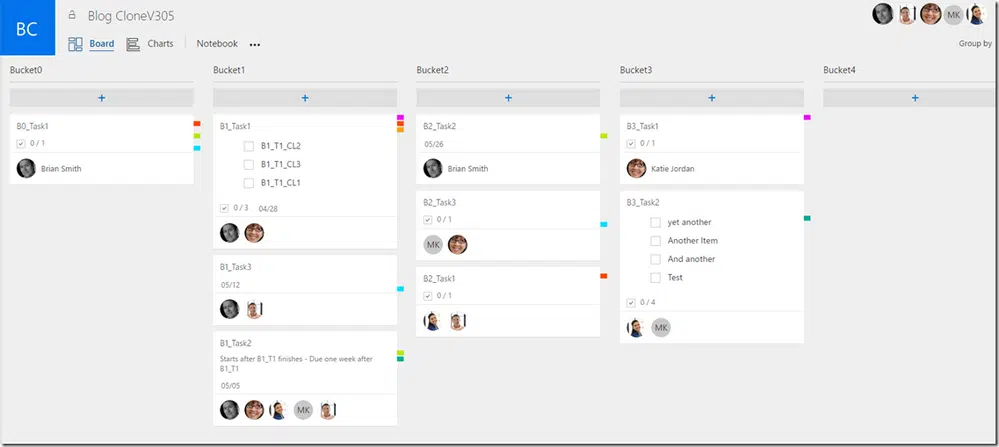 BC
Blog CloneV305
MK
Board
Charts
Notebook
•••
Group by
Bucket0
+
B0_Task1
0 / 1
Brian Smith
Bucket1
+
B1_Task1
B1_T1_CL2
B1_T1_CL3
B1_T1_CL1
0 / 3 04/28
B1_Task3
05/12
B1_Task2
Starts after B1_T1 finishes - Due one week after
B1_T1
05/05
MK
Bucket2
+
B2_Task2
05/26
Brian Smith
B2_Task3
0 / 1
MK
B2_Task1
0 / 1
Bucket3
+
B3_Task1
0 / 1
Katie Jordan
B3_Task2
yet another
Another Item
And another
Test
0 / 4
MK
Bucket4
+